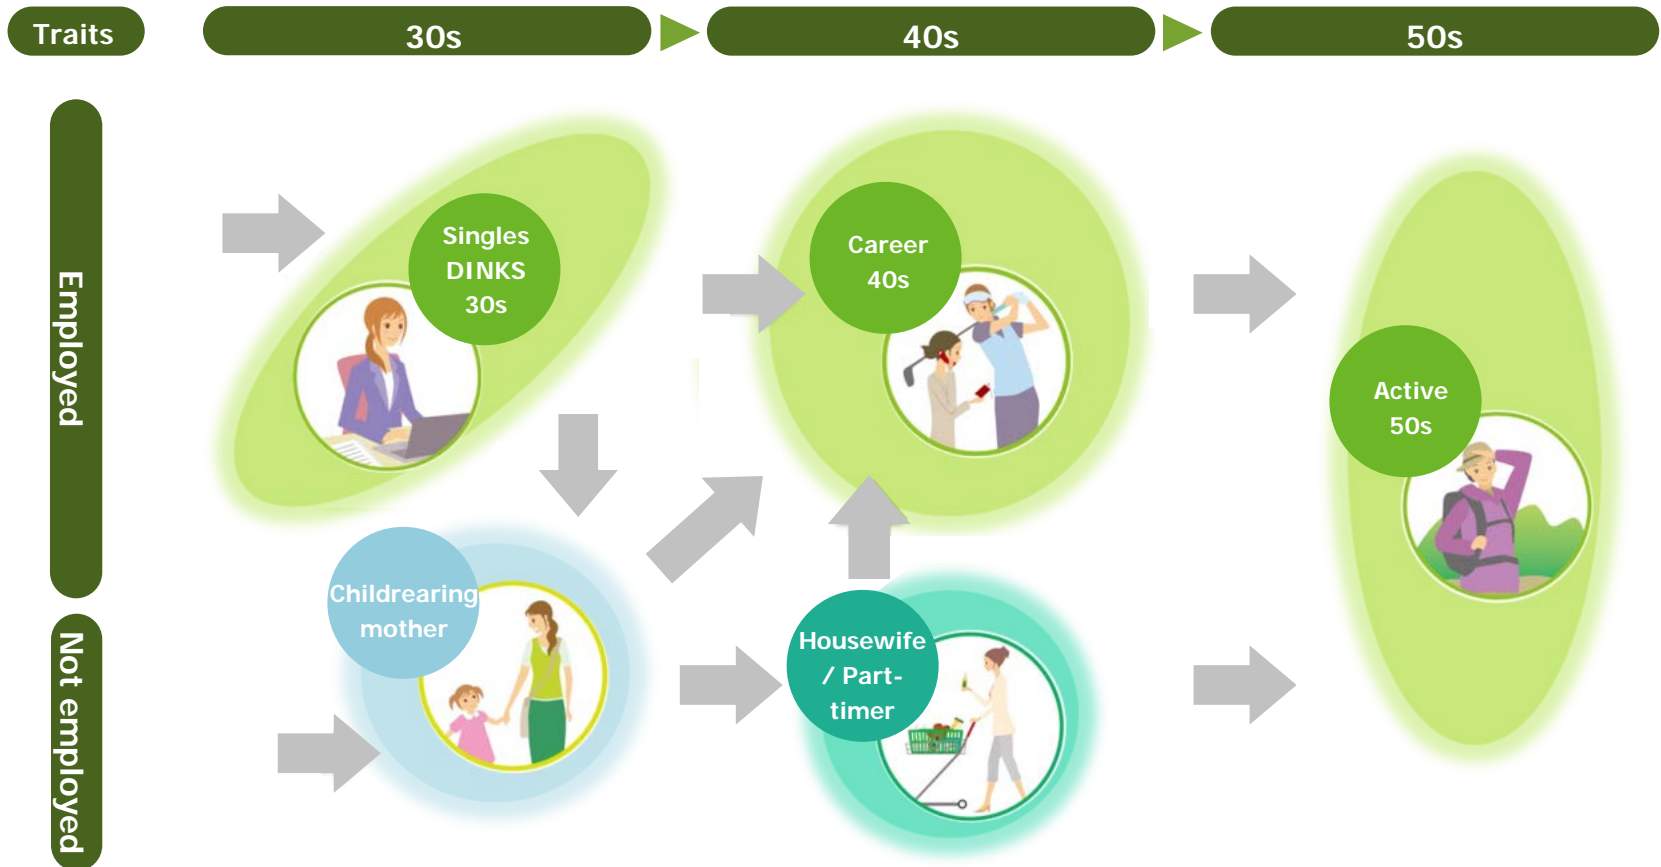 Traits
30s
40s
50s
Employed
Singles
DINKS
30s
Career
40s
Active
50s
Not employed
Childrearing
mother
Housewife
/ Part-
timer